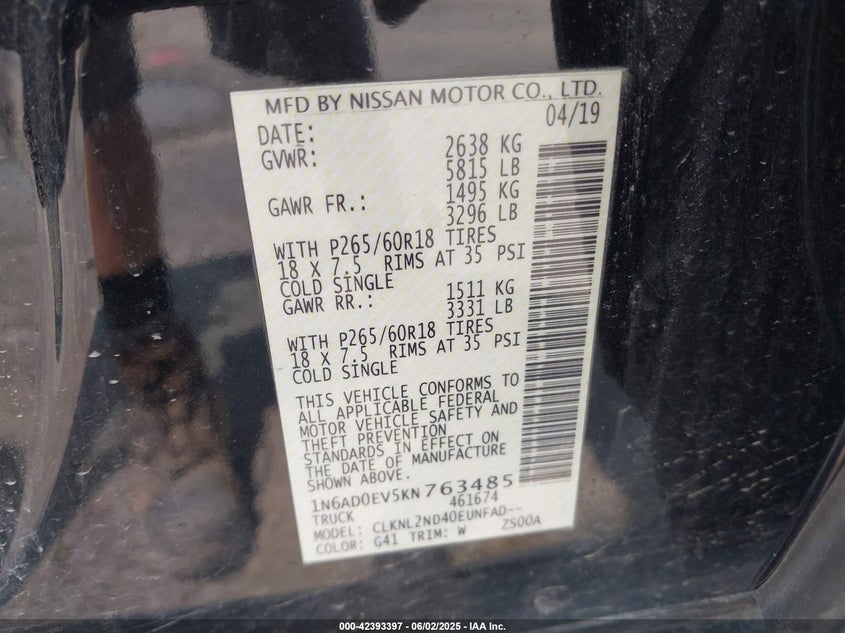 MFD BY NISSAN MOTOR CO., LTD.
DATE: 04/19
GVWR: 2638 KG
5815 LB
GAWR FR.: 1495 KG
3296 LB
WITH P265/60R18 TIRES
18 X 7.5 RIMS AT 35 PSI
COLD SINGLE
GAWR RR.: 1511 KG
3331 LB
WITH P265/60R18 TIRES
18 X 7.5 RIMS AT 35 PSI
COLD SINGLE
THIS VEHICLE CONFORMS TO
ALL APPLICABLE FEDERAL
MOTOR VEHICLE SAFETY AND
THEFT PREVENTION
STANDARDS IN EFFECT ON
THE DATE OF MANUFACTURE
SHOWN ABOVE.
1N6AD0EV5KN763485
TRUCK 461674
MODEL: CLKNL2ND40EUNFAD--
COLOR: G41 TRIM: W ZS00A
000-42393397 - 06/02/2025 - IAA Inc.